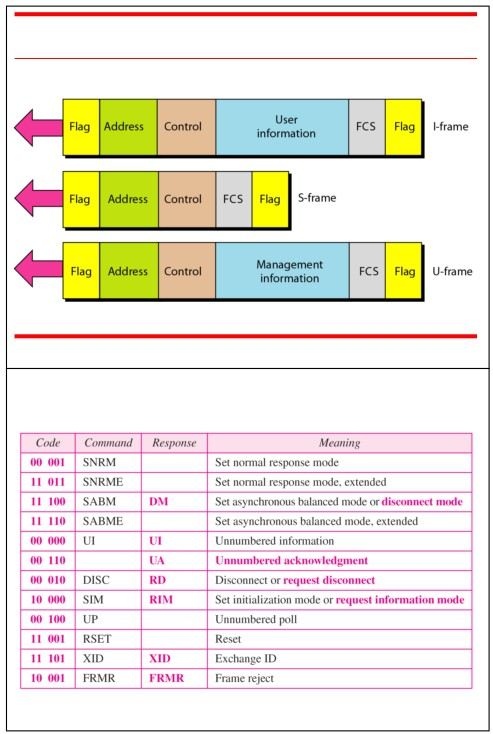 Flag Address Control User information FCS Flag I-frame
Flag Address Control FCS Flag S-frame
Flag Address Control Management information FCS Flag U-frame
Code Command Response Meaning
00 001 SNRM Set normal response mode
11 011 SNRME Set normal response mode, extended
11 100 SABM DM Set asynchronous balanced mode or disconnect mode
11 110 SABME Set asynchronous balanced mode, extended
00 000 UI UI Unnumbered information
00 110 UA Unnumbered acknowledgment
00 010 DISC RD Disconnect or request disconnect
10 000 SIM RIM Set initialization mode or request information mode
00 100 UP Unnumbered poll
11 001 RSET Reset
11 101 XID XID Exchange ID
10 001 FRMR FRMR Frame reject